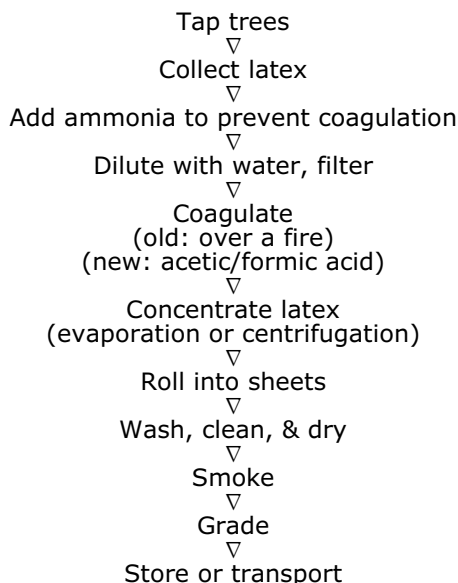 Tap trees
▽
Collect latex
▽
Add ammonia to prevent coagulation
▽
Dilute with water, filter
▽
Coagulate
(old: over a fire)
(new: acetic/formic acid)
▽
Concentrate latex
(evaporation or centrifugation)
▽
Roll into sheets
▽
Wash, clean, & dry
▽
Smoke
▽
Grade
▽
Store or transport